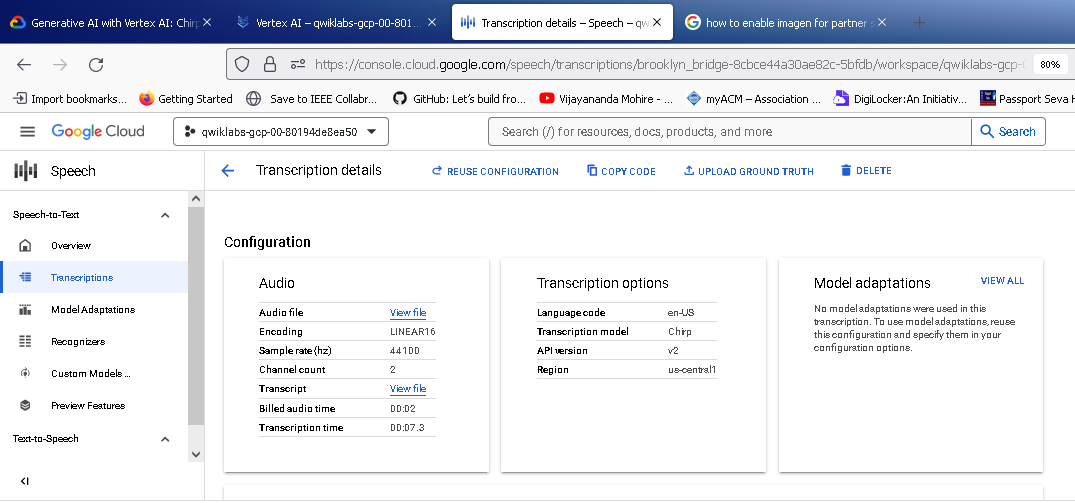 Generative AI with Vertex AI: Chirp
Vertex AI – qwiklabs-gcp-00-801...
Transcription details – Speech – qw
how to enable imagen for partner s
https://console.cloud.google.com/speech/transcriptions/brooklyn_bridge-8cbce44a30ae82c-5bfdb/workspace/qwiklabs-gcp-0
80%
Import bookmarks...
Getting Started
Save to IEEE Collabr...
GitHub: Let's build fro...
Vijayananda Mohire - ...
myACM – Association ...
DigiLocker:An Initiativ...
Passport Seva H
Google Cloud
qwiklabs-gcp-00-80194de8ea50
Search (/) for resources, docs, products, and more
Search
Speech
Transcription details
REUSE CONFIGURATION
COPY CODE
UPLOAD GROUND TRUTH
DELETE
Speech-to-Text
Overview
Transcriptions
Model Adaptations
Recognizers
Custom Models ...
Preview Features
Text-to-Speech
Configuration
Audio
Audio file View file
Encoding LINEAR16
Sample rate (hz) 44100
Channel count 2
Transcript View file
Billed audio time 00:02
Transcription time 00:07.3
Transcription options
Language code en-US
Transcription model Chirp
API version v2
Region us-central1
Model adaptations
VIEW ALL
No model adaptations were used in this
transcription. To use model adaptations, reuse
this configuration and specify them in your
configuration options.